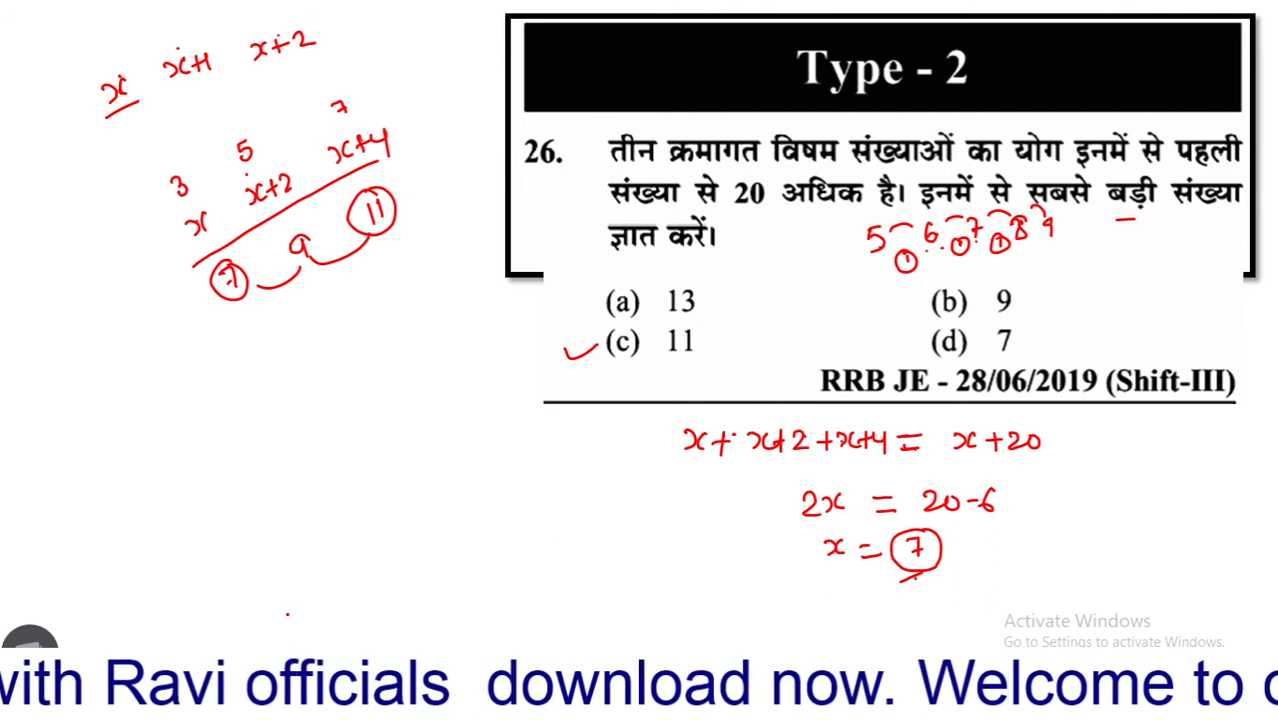 x x+1 x+2
3 5 7
x x+2 x+4
7 9 11
Type - 2
26. तीन क्रमागत विषम संख्याओं का योग इनमें से पहली
संख्या से 20 अधिक है। इनमें से सबसे बड़ी संख्या
ज्ञात करें।
5 6 7 8 9
1 1 1
(a) 13 (b) 9
(c) 11 (d) 7
RRB JE - 28/06/2019 (Shift-III)
x + x+2 + x+4 = x + 20
2x = 20-6
x = 7
Activate Windows
Go to Settings to activate Windows.
with Ravi officials download now. Welcome to